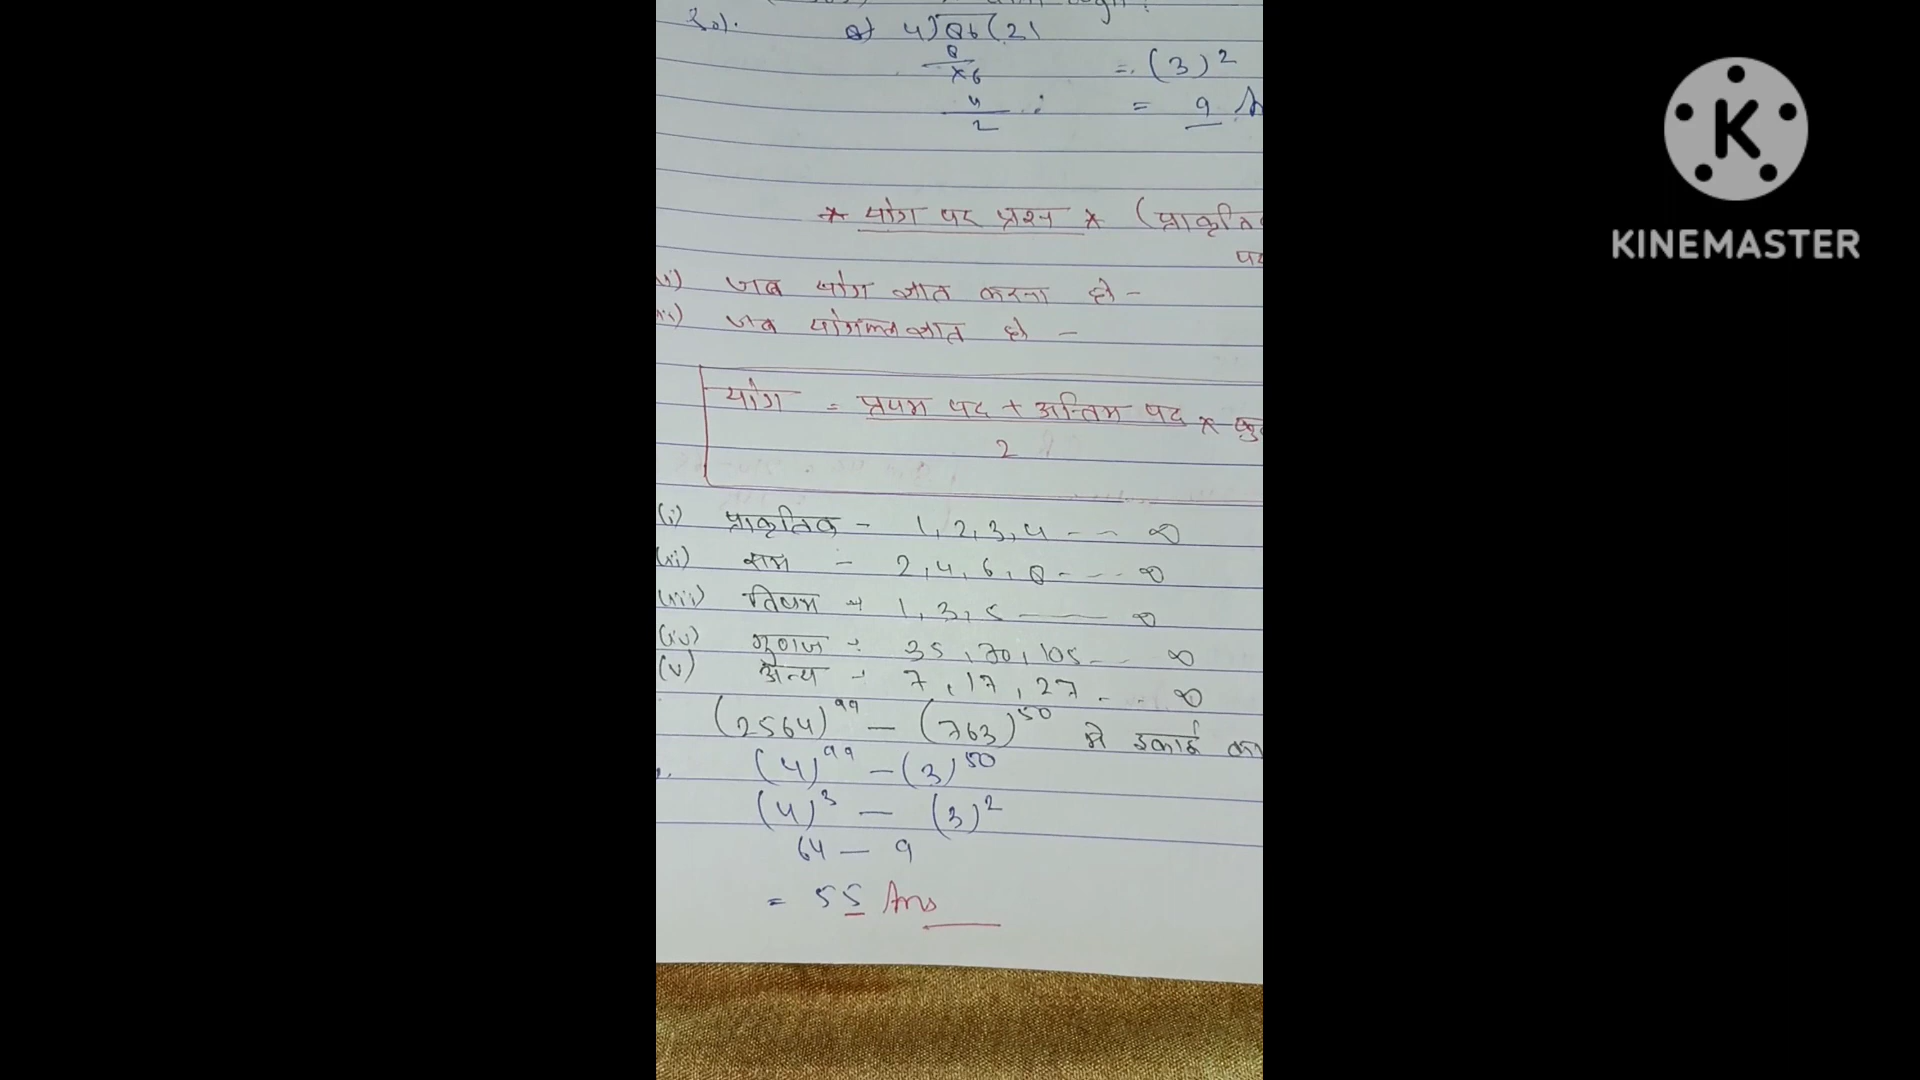 हल).
a) 4)86(21
8
×6
4
2
=. (3)²
= 9
* योग पर प्रश्न * (प्राकृति
जब योग ज्ञात करना हो -
जब योगफल ज्ञात हो -
योग = प्रथम पद + अन्तिम पद × कु
2
(i) प्राकृतिक - 1, 2, 3, 4 - - ∞
(ii) सम - 2, 4, 6, 8 - - - ∞
(iii) विषम → 1, 3, 5 —— ∞
(iv) गुणज ÷ 35, 70, 105 - - ∞
(v) अन्य - 7, 17, 27 - - - ∞
(2564)⁹⁹ — (763)⁵⁰ में इकाई का
(4)⁹⁹ — (3)⁵⁰
(4)³ — (3)²
64 — 9
= 55 Ans
K
KINEMASTER